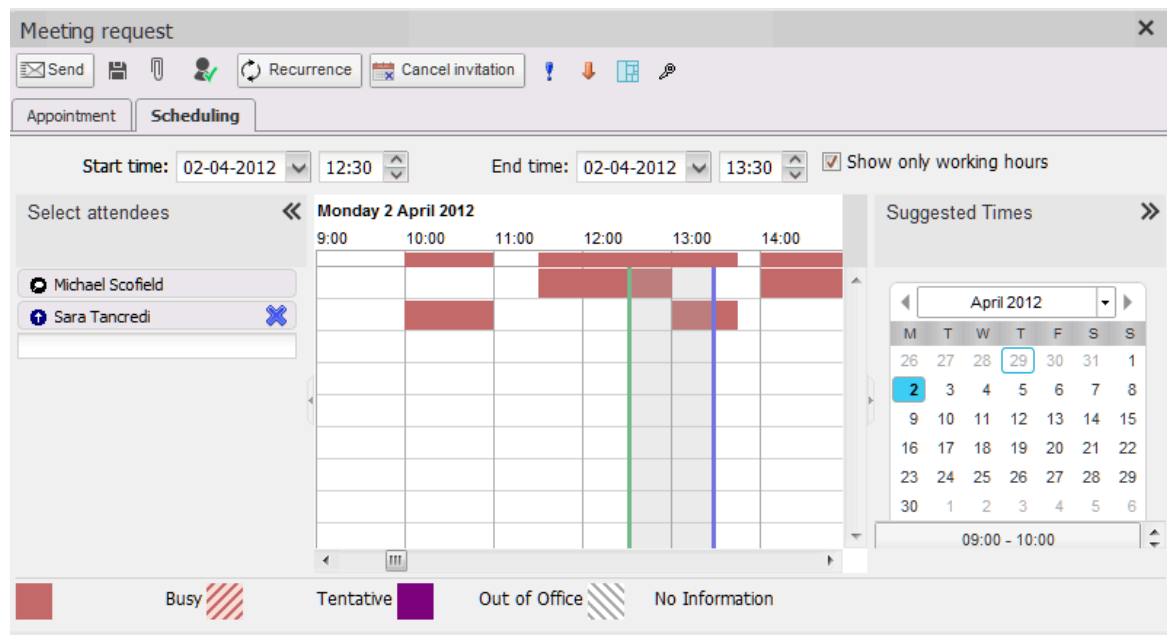 Meeting request
Send Recurrence Cancel invitation
Appointment Scheduling
Start time: 02-04-2012 12:30 End time: 02-04-2012 13:30 Show only working hours
Select attendees
Monday 2 April 2012
9:00 10:00 11:00 12:00 13:00 14:00
Michael Scofield
Sara Tancredi
Suggested Times
April 2012
M T W T F S S
26 27 28 29 30 31 1
2 3 4 5 6 7 8
9 10 11 12 13 14 15
16 17 18 19 20 21 22
23 24 25 26 27 28 29
30 1 2 3 4 5 6
09:00 - 10:00
Busy Tentative Out of Office No Information